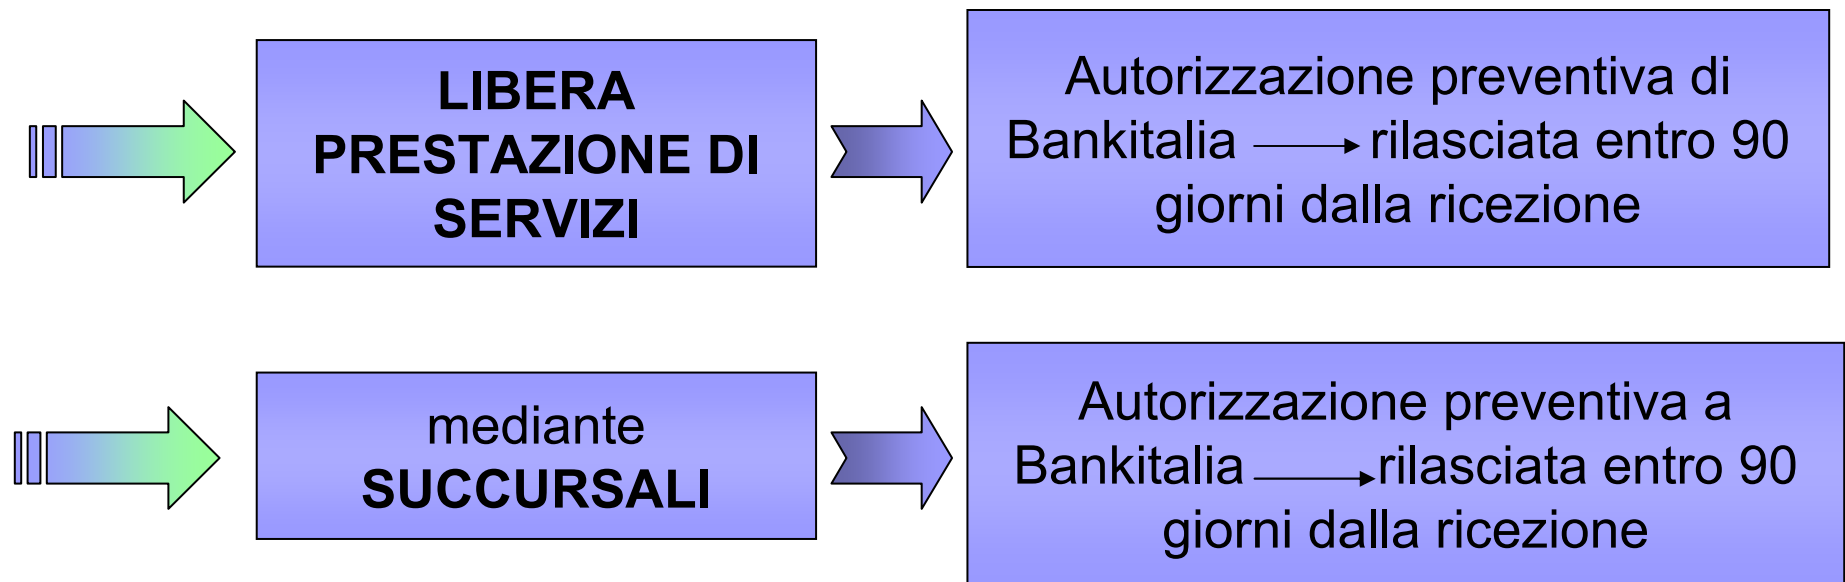 LIBERA
PRESTAZIONE DI
SERVIZI
Autorizzazione preventiva di
Bankitalia rilasciata entro 90
giorni dalla ricezione
mediante
SUCCURSALI
Autorizzazione preventiva a
Bankitalia rilasciata entro 90
giorni dalla ricezione